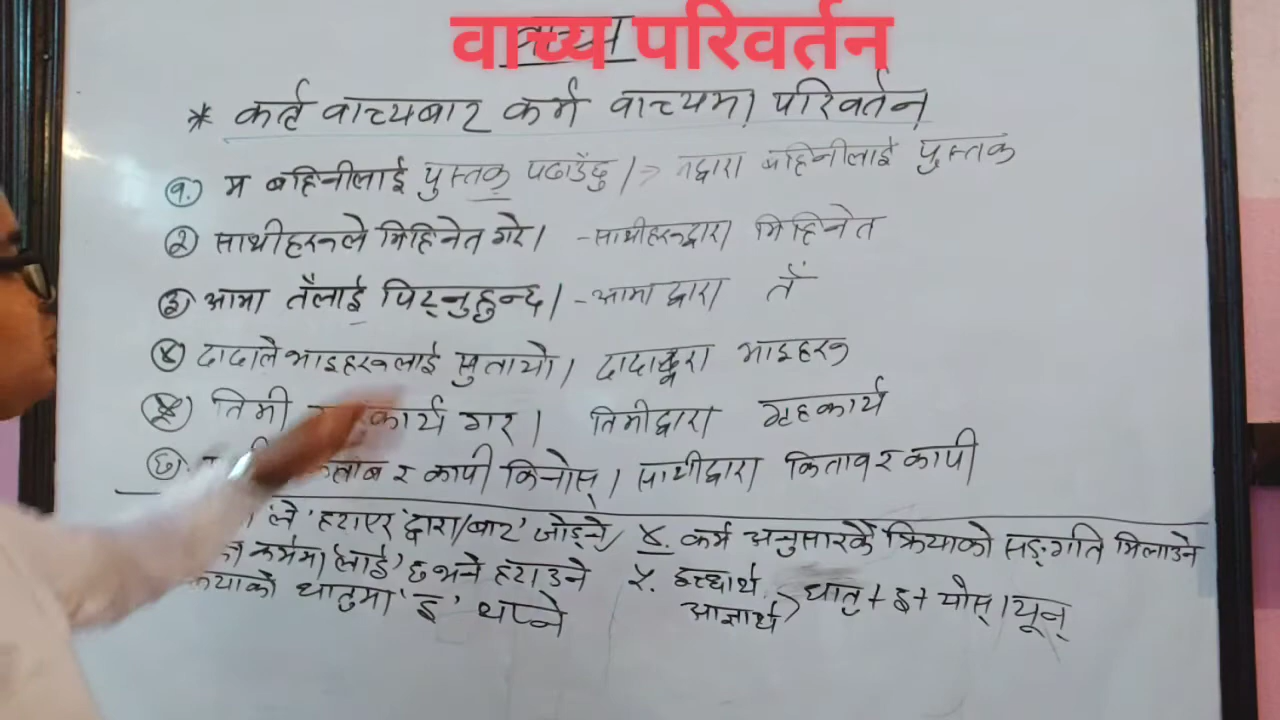 वाच्य परिवर्तन
वाच्य
* कर्तृ वाच्यबाट कर्म वाच्यमा परिवर्तन
१. म बहिनीलाई पुस्तक पढाउँछु।→ मद्वारा बहिनीलाई पुस्तक
२ साथीहरूले मिहिनेत गरे। -साथीहरूद्वारा मिहिनेत
३ आमा तँलाई पिट्नुहुन्छ। -आमाद्वारा तँ
४ दादाले भाइहरूलाई सुतायो। दादाद्वारा भाइहरू
५ तिमी कार्य गर। तिमीद्वारा गृहकार्य
६ किताब र कापी किनोस्। साथीद्वारा किताब र कापी
'ले' हटाएर 'द्वारा/बाट' जोड्ने ४. कर्म अनुसारकै क्रियाको सङ्गति मिलाउने
कर्ममा 'लाई' छ भने हटाउने ५. इच्छार्थ
धातुमा 'इ' थप्ने आज्ञार्थ > धातु + इ + योस्।यून्